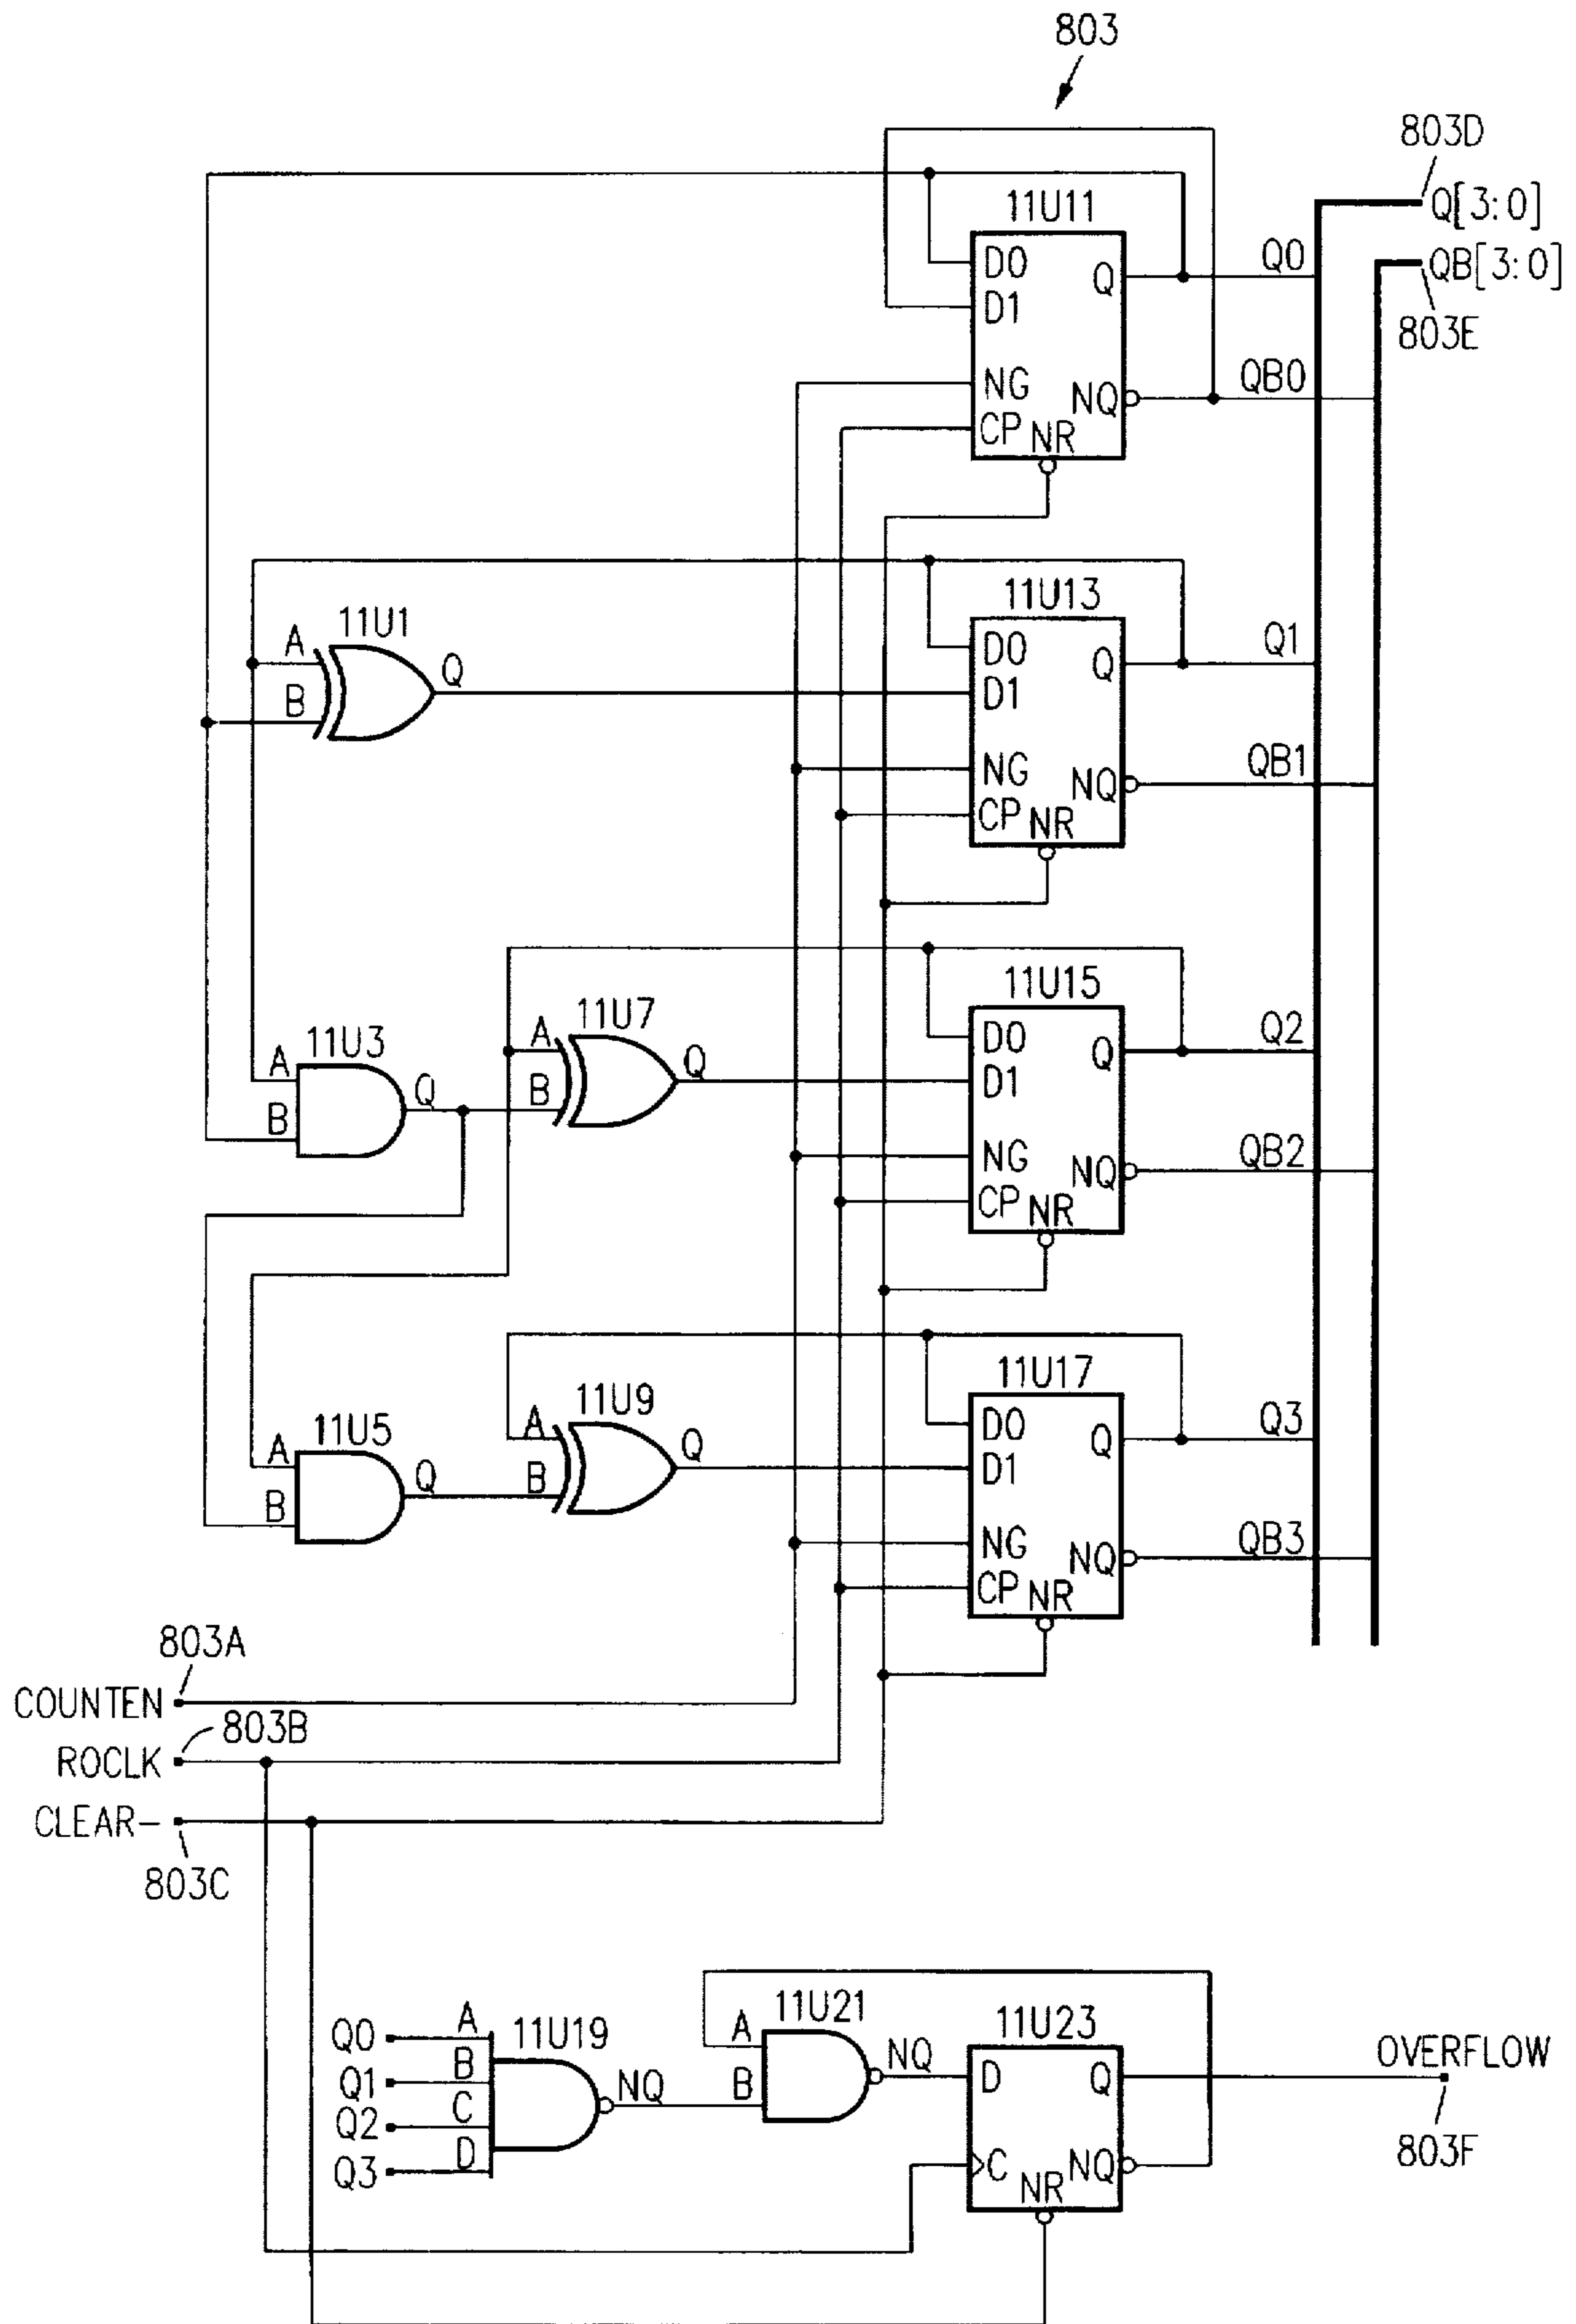 803
803D
Q[3:0]
QB[3:0]
803E
11U11
D0
D1
NG
CP
NR
Q
NQ
Q0
QB0
11U1
A
B
Q
11U13
D0
D1
NG
CP
NR
Q
NQ
Q1
QB1
11U3
A
B
Q
11U7
A
B
Q
11U15
D0
D1
NG
CP
NR
Q
NQ
Q2
QB2
11U5
A
B
Q
11U9
A
B
Q
11U17
D0
D1
NG
CP
NR
Q
NQ
Q3
QB3
803A
COUNTEN
803B
ROCLK
CLEAR-
803C
Q0
Q1
Q2
Q3
A
B
C
D
11U19
NQ
11U21
A
B
NQ
11U23
D
C
NR
Q
NQ
OVERFLOW
803F